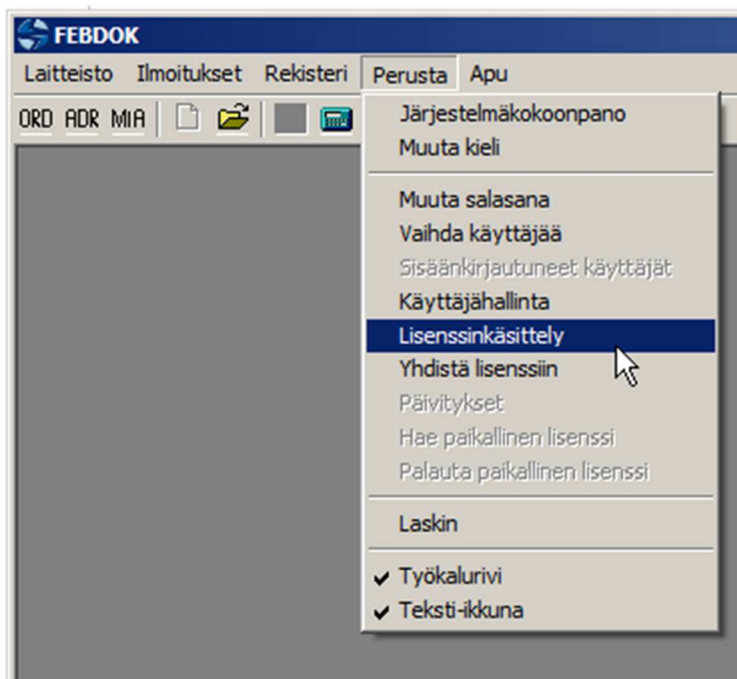 FEBDOK
Laitteisto Ilmoitukset Rekisteri Perusta Apu
ORD ADR MIA
Järjestelmäkokoonpano
Muuta kieli
Muuta salasana
Vaihda käyttäjää
Sisäänkirjautuneet käyttäjät
Käyttäjähallinta
Lisenssinkäsittely
Yhdistä lisenssiin
Päivitykset
Hae paikallinen lisenssi
Palauta paikallinen lisenssi
Laskin
Työkalurivi
Teksti-ikkuna